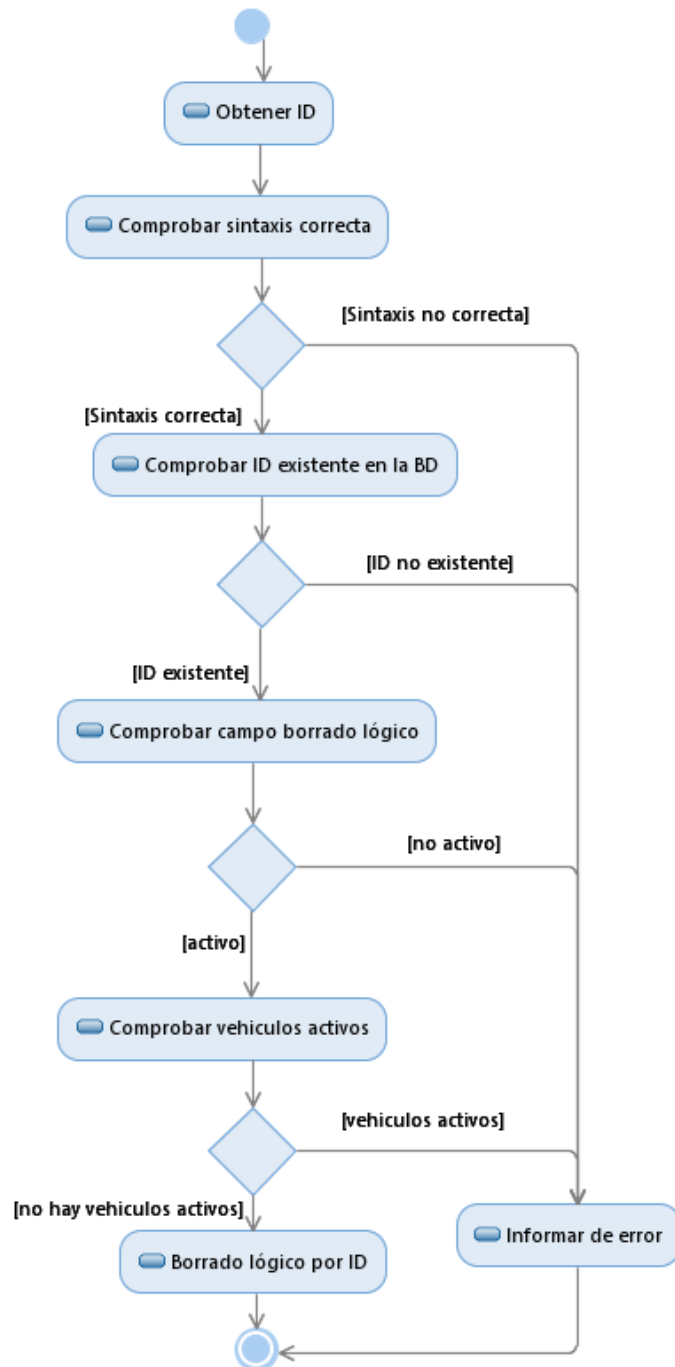 Obtener ID
Comprobar sintaxis correcta
[Sintaxis no correcta]
[Sintaxis correcta]
Comprobar ID existente en la BD
[ID no existente]
[ID existente]
Comprobar campo borrado lógico
[no activo]
[activo]
Comprobar vehiculos activos
[vehiculos activos]
[no hay vehiculos activos]
Informar de error
Borrado lógico por ID